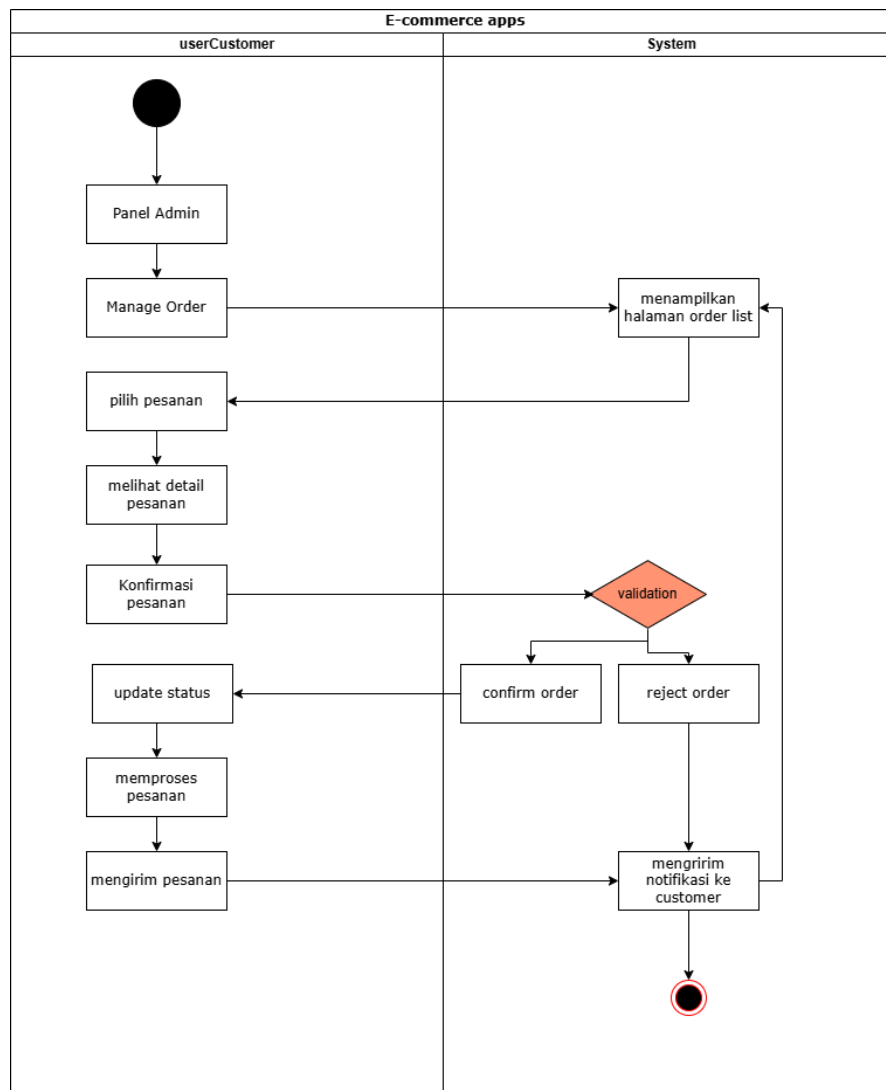 E-commerce apps
userCustomer
System
Panel Admin
Manage Order
menampilkan
halaman order list
pilih pesanan
melihat detail
pesanan
Konfirmasi
pesanan
validation
update status
confirm order
reject order
memproses
pesanan
mengirim pesanan
mengririm
notifikasi ke
customer